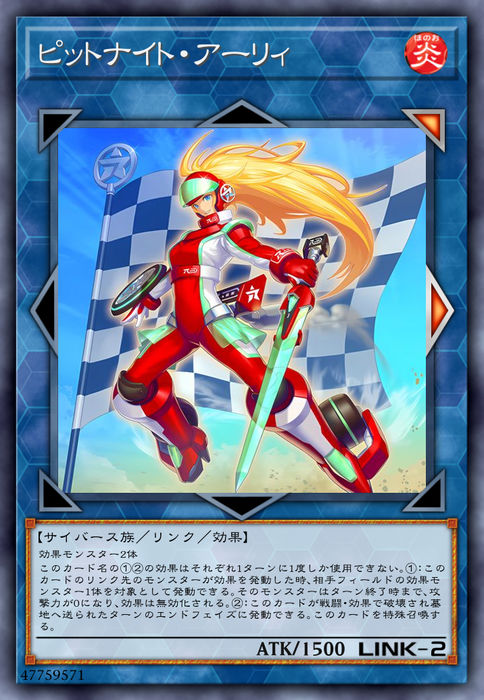 ピットナイト・アーリィ
ほのお
炎
【サイバース族/リンク/効果】
効果モンスター2体
このカード名の①②の効果はそれぞれ1ターンに1度しか使用できない。①:こ
のカードのリンク先のモンスターが効果を発動した時、相手フィールドの効果モ
ンスター1体を対象として発動できる。そのモンスターはターン終了時まで、攻
撃力が0になり、効果は無効化される。②:このカードが戦闘・効果で破壊され墓
地へ送られたターンのエンドフェイズに発動できる。このカードを特殊召喚す
る。
ATK/1500 LINK-2
47759571